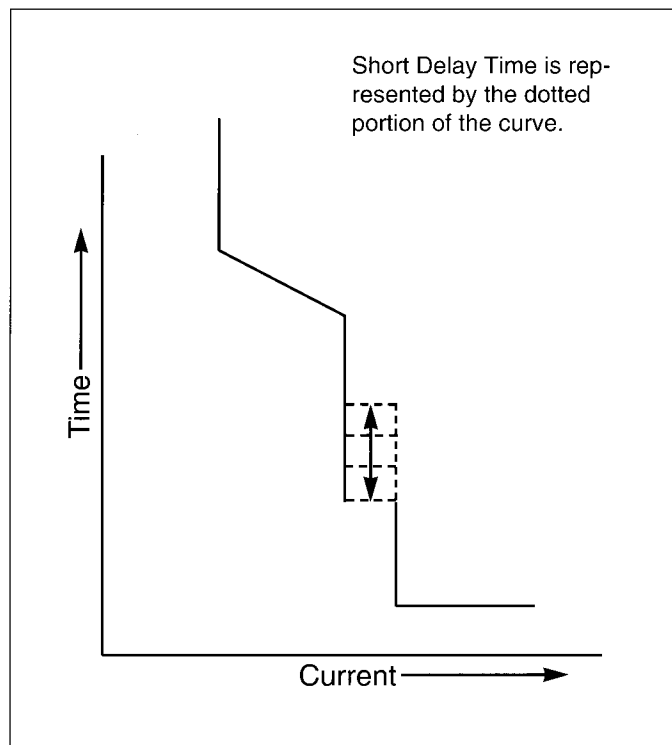 Short Delay Time is rep-
resented by the dotted
portion of the curve.
Time
Current